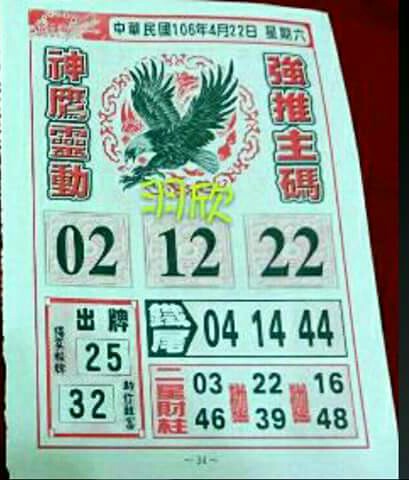 中華民國106年4月22日 星期六
神鷹靈動
強推主碼
羽欣
02 12 22
出牌
25
32
04 14 44
二星財柱
03 22 16
46 39 48
- 34 -